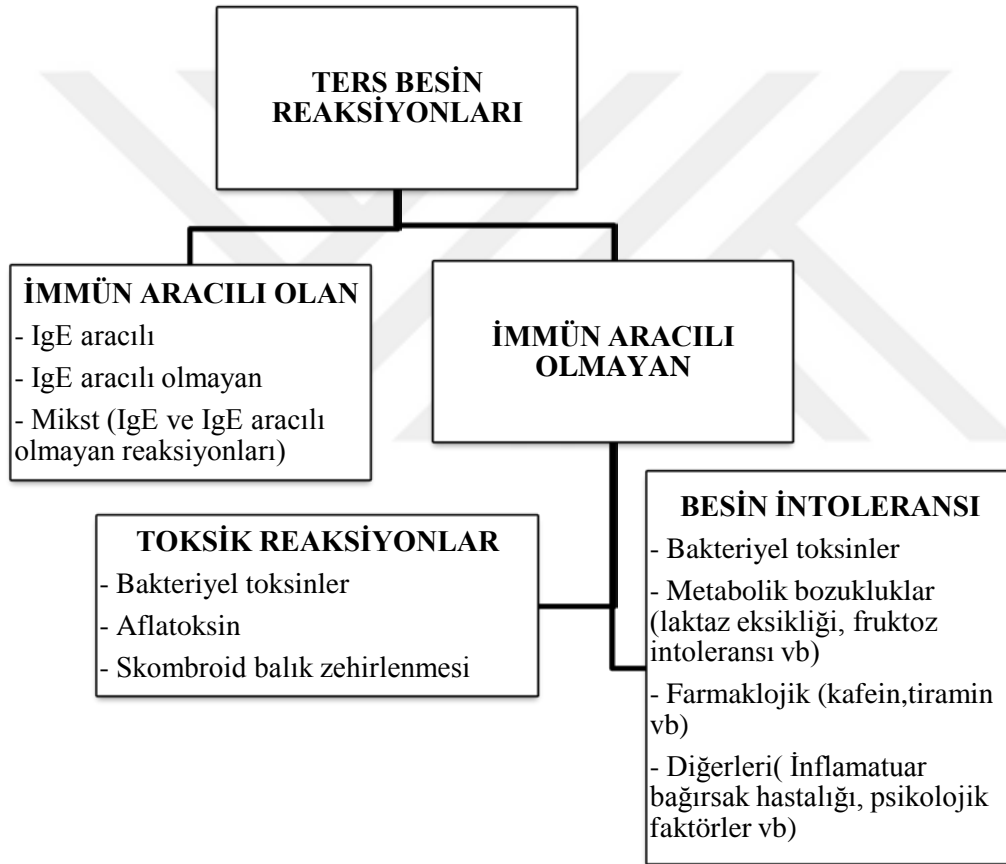 TERS BESİN
REAKSİYONLARI
İMMÜN ARACILI OLAN
- IgE aracılı
- IgE aracılı olmayan
- Mikst (IgE ve IgE aracılı
olmayan reaksiyonları)
İMMÜN ARACILI
OLMAYAN
TOKSİK REAKSİYONLAR
- Bakteriyel toksinler
- Aflatoksin
- Skombroid balık zehirlenmesi
BESİN İNTOLERANSI
- Bakteriyel toksinler
- Metabolik bozukluklar
(laktaz eksikliği, fruktoz
intoleransı vb)
- Farmaklojik (kafein,tiramin
vb)
- Diğerleri( İnflamatuar
bağırsak hastalığı, psikolojik
faktörler vb)